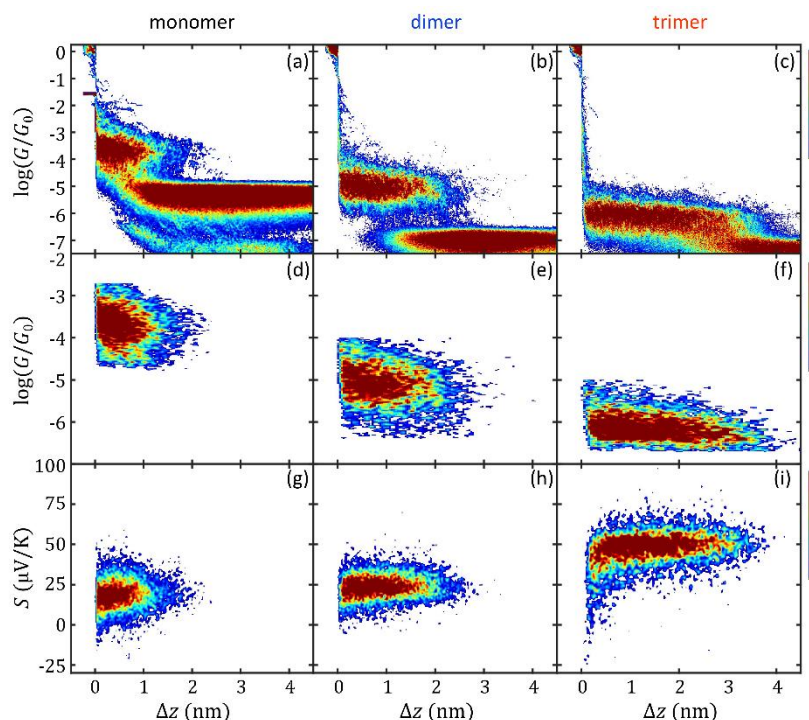 monomer dimer trimer
(a) (b) (c)
log(G/G₀)
0
-1
-2
-3
-4
-5
-6
-7
(d) (e) (f)
log(G/G₀)
-2
-3
-4
-5
-6
(g) (h) (i)
S (μV/K)
100
75
50
25
0
-25
0 1 2 3 4 0 1 2 3 4 0 1 2 3 4
Δz (nm) Δz (nm) Δz (nm)